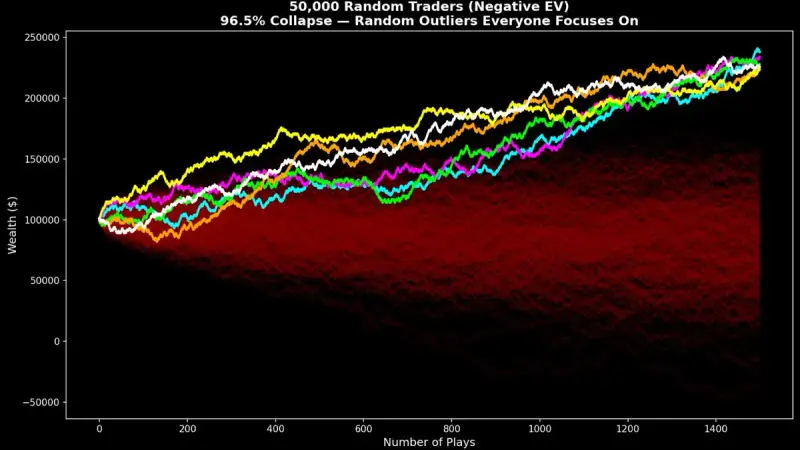 50,000 Random Traders (Negative EV)
96.5% Collapse — Random Outliers Everyone Focuses On
250000
200000
150000
100000
50000
0
−50000
Wealth ($)
0 200 400 600 800 1000 1200 1400
Number of Plays